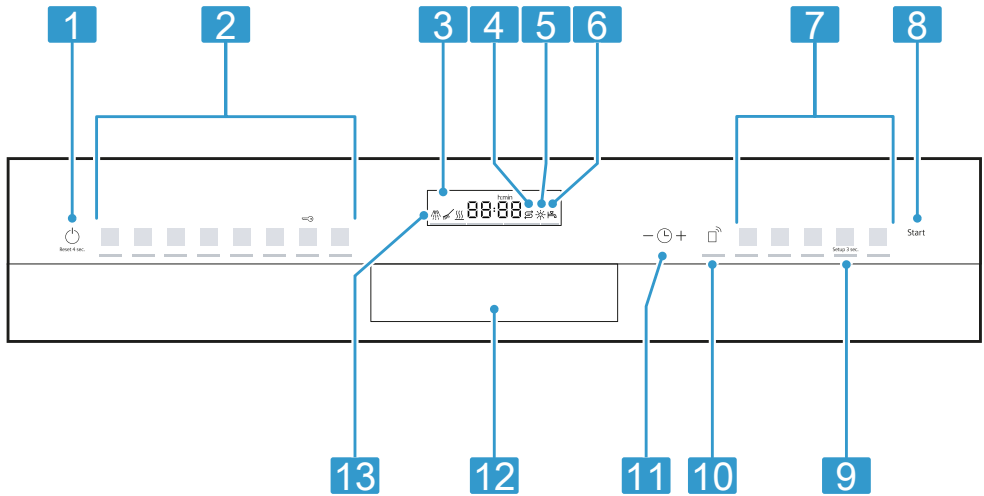 1 2 3 4 5 6 7 8
h:min
88:88
Reset 4 sec.
Setup 3 sec.
Start
13 12 11 10 9